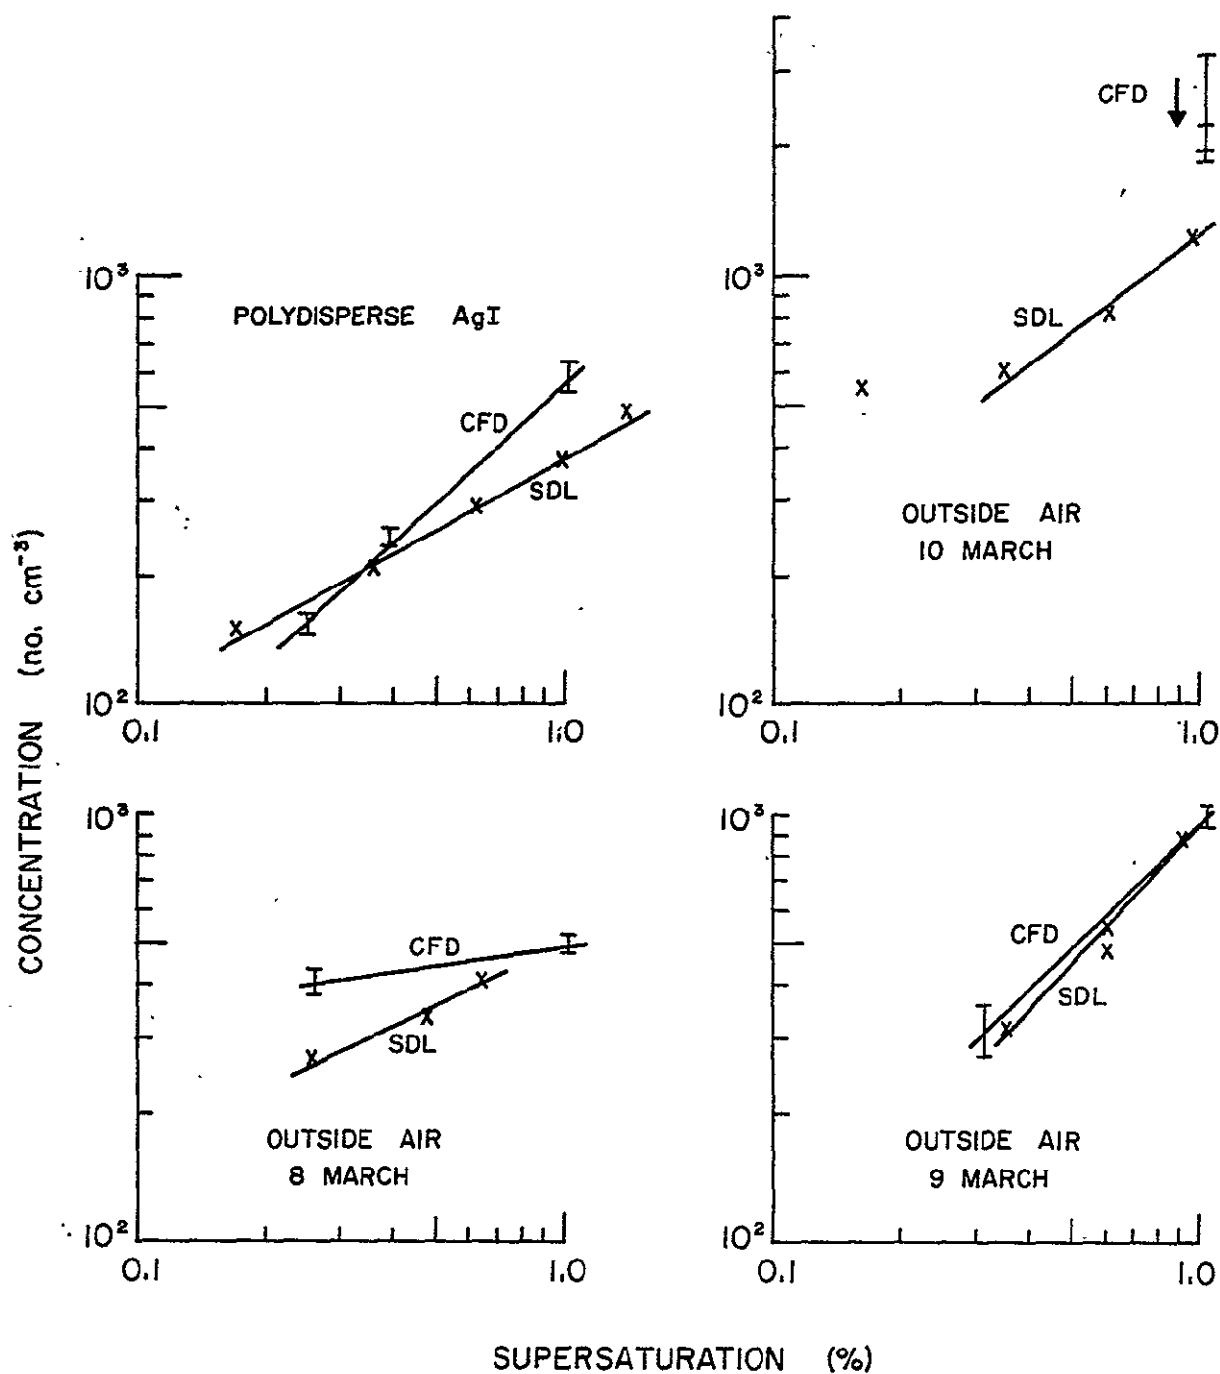 CONCENTRATION (no. cm⁻³)
10³
POLYDISPERSE AgI
CFD
SDL
10²
0.1
1.0
CFD
10³
SDL
OUTSIDE AIR
10 MARCH
10²
0.1
1.0
10³
CFD
SDL
OUTSIDE AIR
8 MARCH
10²
0.1
1.0
10³
CFD
SDL
OUTSIDE AIR
9 MARCH
10²
0.1
1.0
SUPERSATURATION (%)